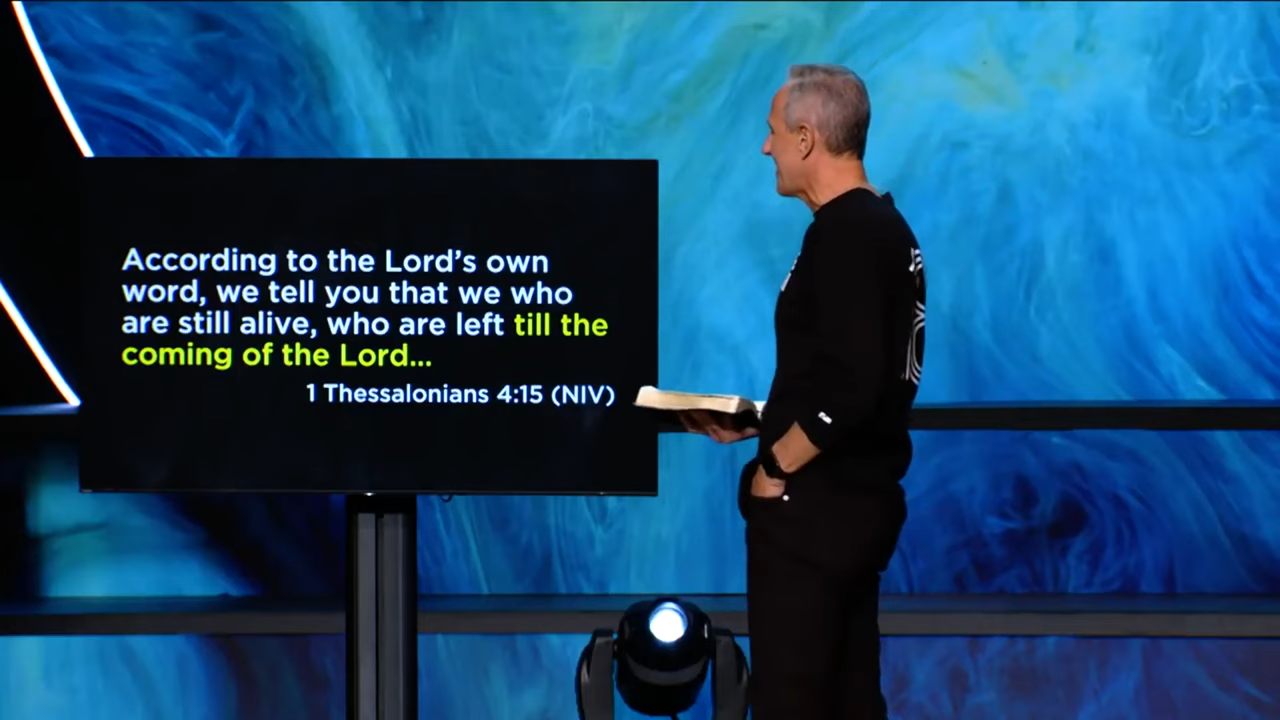 According to the Lord's own
word, we tell you that we who
are still alive, who are left till the
coming of the Lord...
1 Thessalonians 4:15 (NIV)